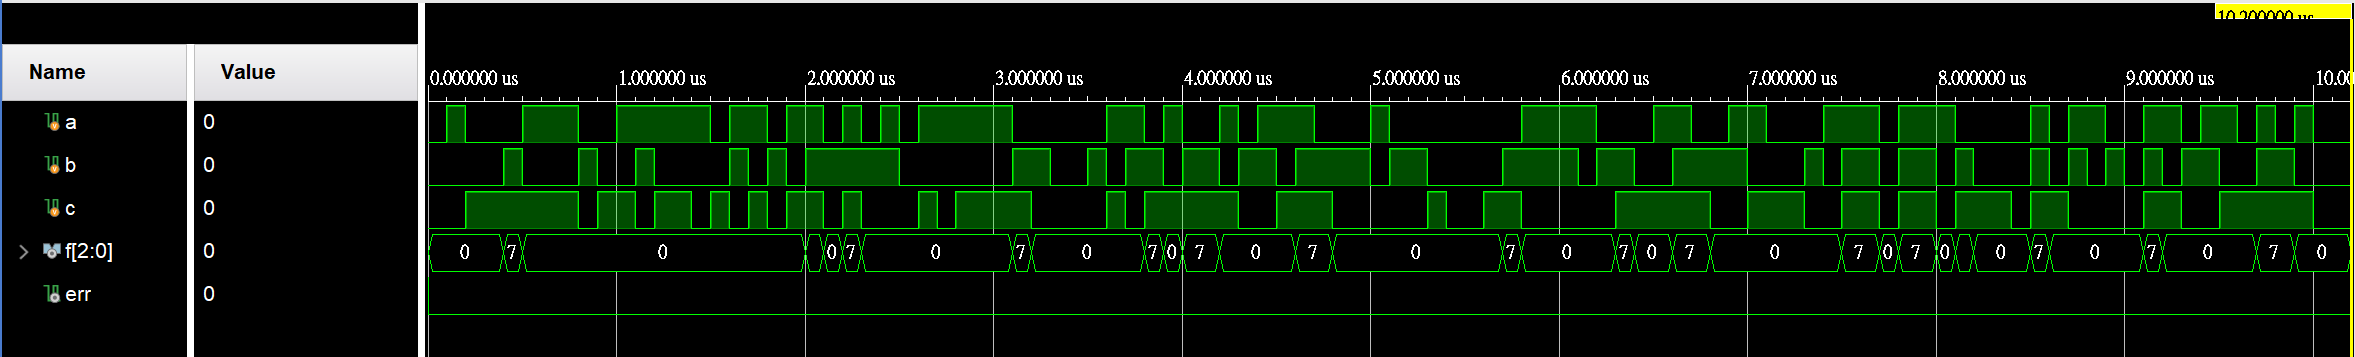 10.200000 us
Name Value
0.000000 us 1.000000 us 2.000000 us 3.000000 us 4.000000 us 5.000000 us 6.000000 us 7.000000 us 8.000000 us 9.000000 us 10.00
a 0
b 0
c 0
f[2:0] 0 0 7 0 0 7 0 7 0 7 0 7 0 7 0 7 0 7 0 7 0 7 0 7 0 0 7 0 7 0 7 0
err 0